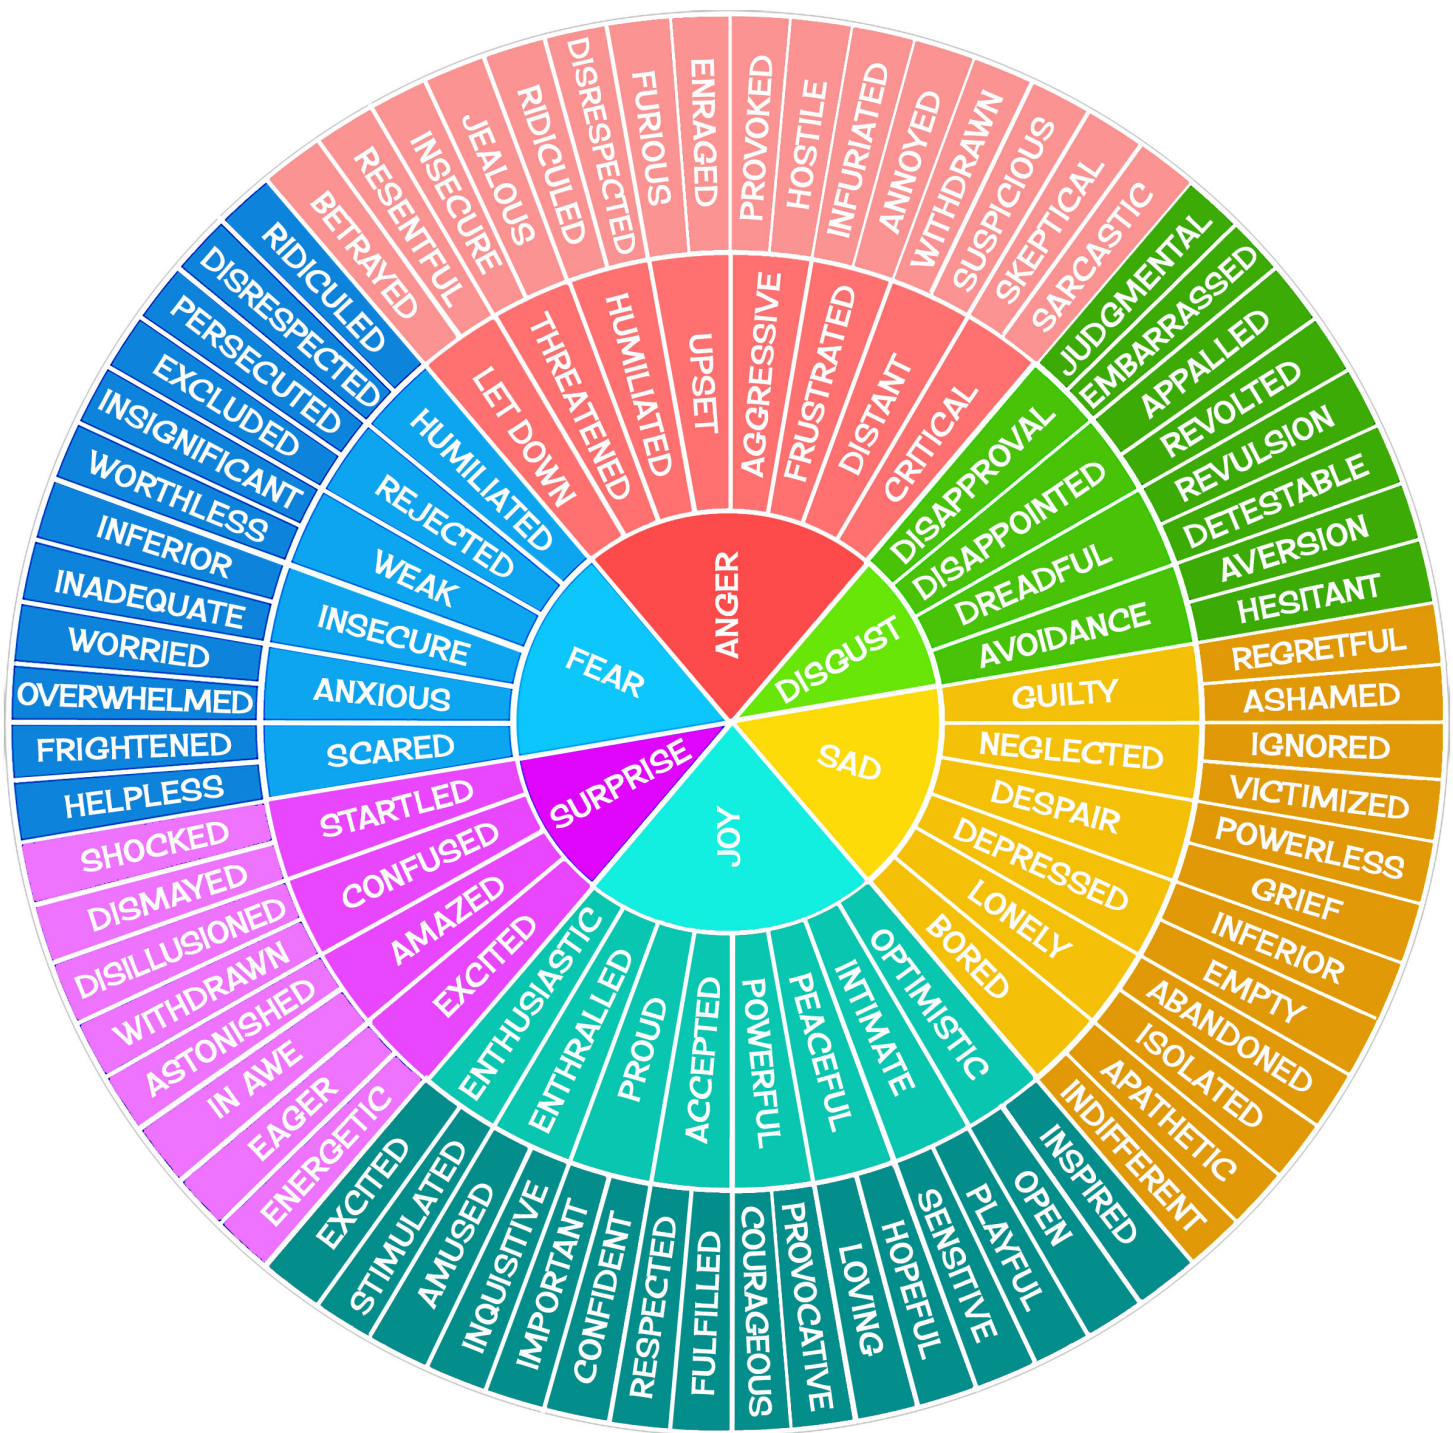 ANGER
DISGUST
SAD
JOY
SURPRISE
FEAR
LET DOWN
THREATENED
HUMILIATED
UPSET
AGGRESSIVE
FRUSTRATED
DISTANT
CRITICAL
DISAPPROVAL
DISAPPOINTED
DREADFUL
AVOIDANCE
GUILTY
NEGLECTED
DESPAIR
DEPRESSED
LONELY
BORED
OPTIMISTIC
INTIMATE
PEACEFUL
POWERFUL
ACCEPTED
PROUD
ENTHRALLED
ENTHUSIASTIC
EXCITED
AMAZED
CONFUSED
STARTLED
SCARED
ANXIOUS
INSECURE
WEAK
REJECTED
HUMILIATED
BETRAYED
RESENTFUL
INSECURE
JEALOUS
RIDICULED
DISRESPECTED
FURIOUS
ENRAGED
PROVOKED
HOSTILE
INFURIATED
ANNOYED
WITHDRAWN
SUSPICIOUS
SKEPTICAL
SARCASTIC
JUDGMENTAL
EMBARRASSED
APPALLED
REVOLTED
REVULSION
DETESTABLE
AVERSION
HESITANT
REGRETFUL
ASHAMED
IGNORED
VICTIMIZED
POWERLESS
GRIEF
INFERIOR
EMPTY
ABANDONED
ISOLATED
APATHETIC
INDIFFERENT
INSPIRED
OPEN
PLAYFUL
SENSITIVE
HOPEFUL
LOVING
PROVOCATIVE
COURAGEOUS
FULFILLED
RESPECTED
CONFIDENT
IMPORTANT
INQUISITIVE
AMUSED
STIMULATED
EXCITED
ENERGETIC
EAGER
IN AWE
ASTONISHED
WITHDRAWN
DISILLUSIONED
DISMAYED
SHOCKED
HELPLESS
FRIGHTENED
OVERWHELMED
WORRIED
INADEQUATE
INFERIOR
WORTHLESS
INSIGNIFICANT
EXCLUDED
PERSECUTED
DISRESPECTED
RIDICULED